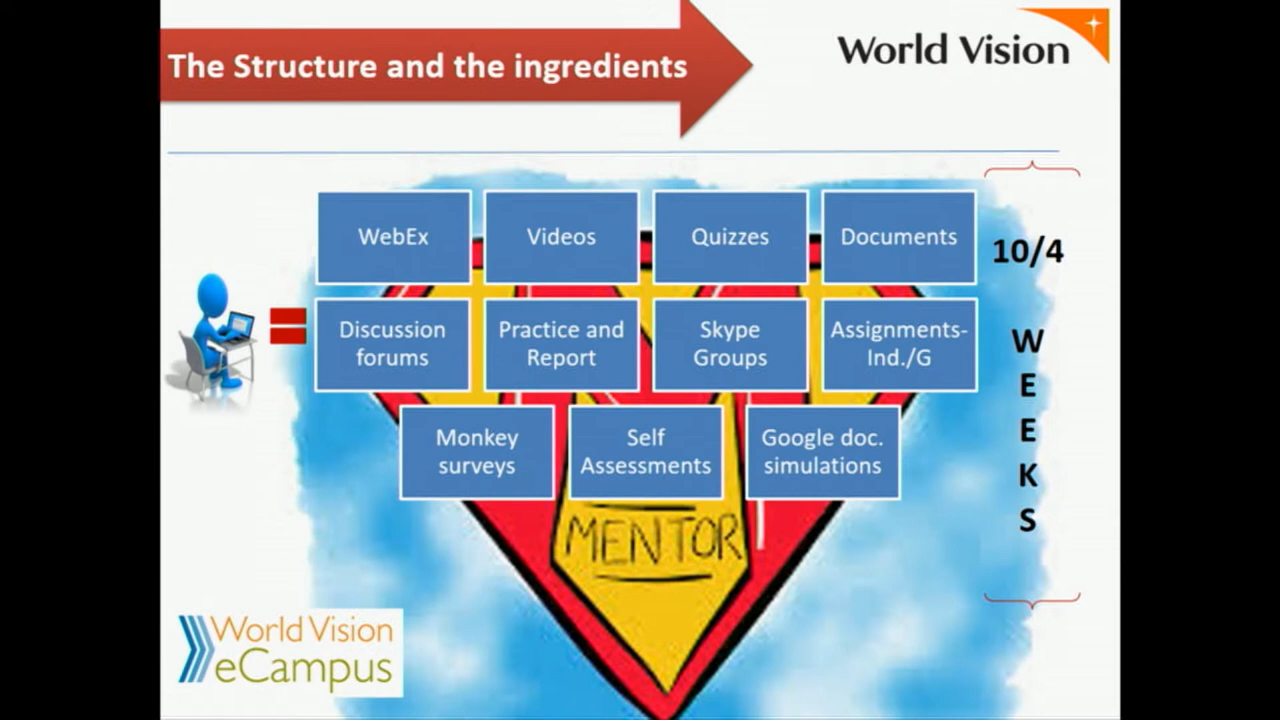 The Structure and the ingredients
World Vision
WebEx
Videos
Quizzes
Documents
10/4
Discussion
forums
Practice and
Report
Skype
Groups
Assignments-
Ind./G
W
E
E
K
S
Monkey
surveys
Self
Assessments
Google doc.
simulations
MENTOR
World Vision
eCampus